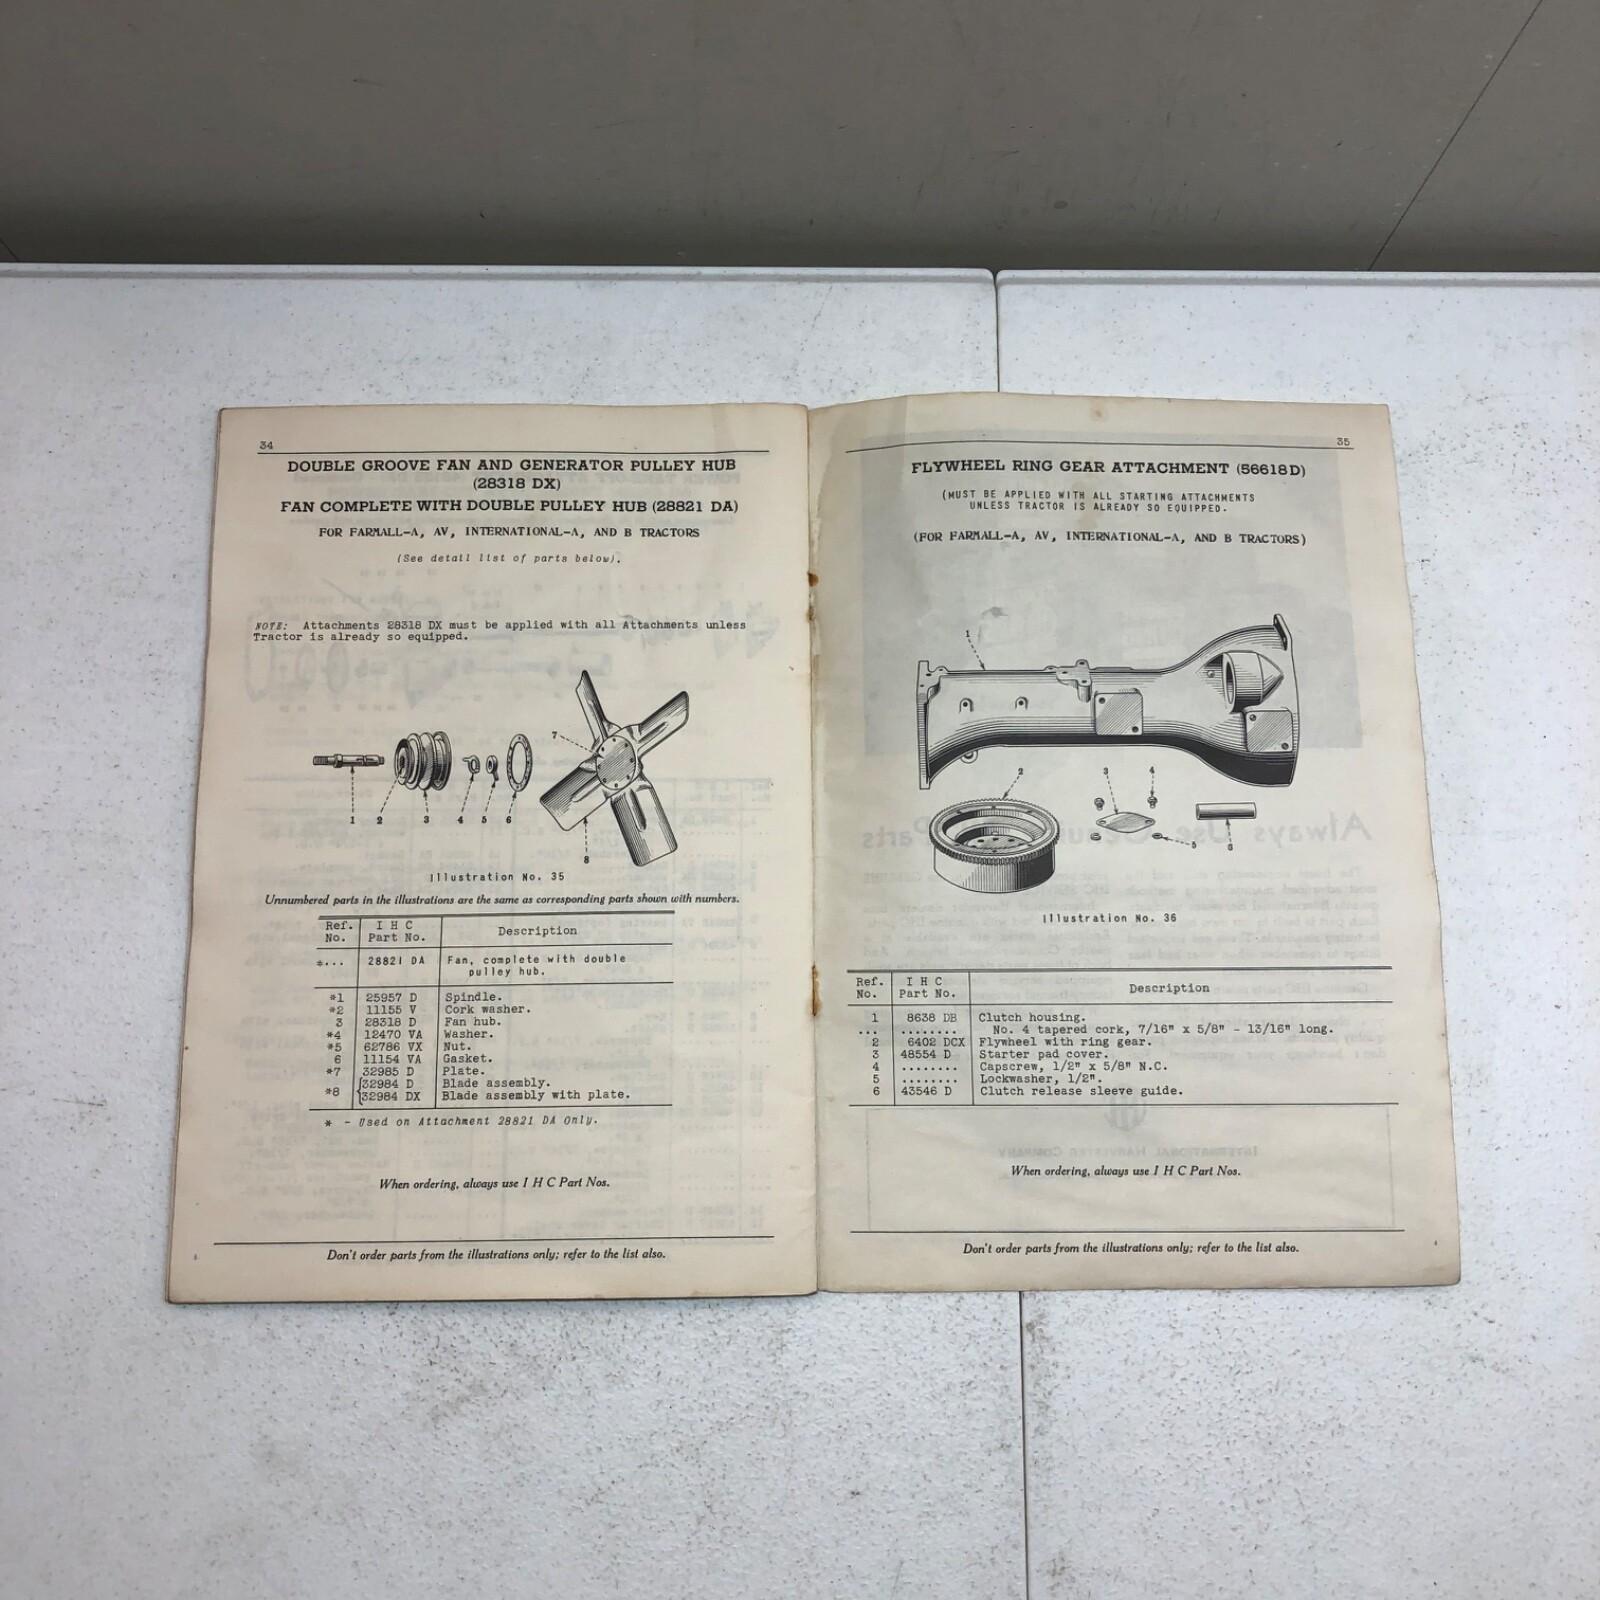 34
DOUBLE GROOVE FAN AND GENERATOR PULLEY HUB
(28318 DX)
FAN COMPLETE WITH DOUBLE PULLEY HUB (28821 DA)
FOR FARMALL-A, AV, INTERNATIONAL-A, AND B TRACTORS
(See detail list of parts below).
NOTE: Attachments 28318 DX must be applied with all Attachments unless
Tractor is already so equipped.
7
1 2 3 4 5 6
8
Illustration No. 35
Unnumbered parts in the illustrations are the same as corresponding parts shown with numbers.
Ref. No. I H C Part No. Description
*... 28821 DA Fan, complete with double
pulley hub.
*1 25957 D Spindle.
*2 11155 V Cork washer.
3 28318 D Fan hub.
*4 12470 VA Washer.
*5 62786 VX Nut.
6 11154 VA Gasket.
*7 32985 D Plate.
*8 32984 D Blade assembly.
32984 DX Blade assembly with plate.
* - Used on Attachment 28821 DA Only.
When ordering, always use I H C Part Nos.
Don't order parts from the illustrations only; refer to the list also.
35
FLYWHEEL RING GEAR ATTACHMENT (56618D)
(MUST BE APPLIED WITH ALL STARTING ATTACHMENTS
UNLESS TRACTOR IS ALREADY SO EQUIPPED.
(FOR FARMALL-A, AV, INTERNATIONAL-A, AND B TRACTORS)
1
2 3 4
5 6
Illustration No. 36
Ref. No. I H C Part No. Description
1 8638 DB Clutch housing.
... ........ No. 4 tapered cork, 7/16" x 5/8" - 13/16" long.
2 6402 DCX Flywheel with ring gear.
3 48554 D Starter pad cover.
4 ........ Capscrew, 1/2" x 5/8" N.C.
5 ........ Lockwasher, 1/2".
6 43546 D Clutch release sleeve guide.
When ordering, always use I H C Part Nos.
Don't order parts from the illustrations only; refer to the list also.